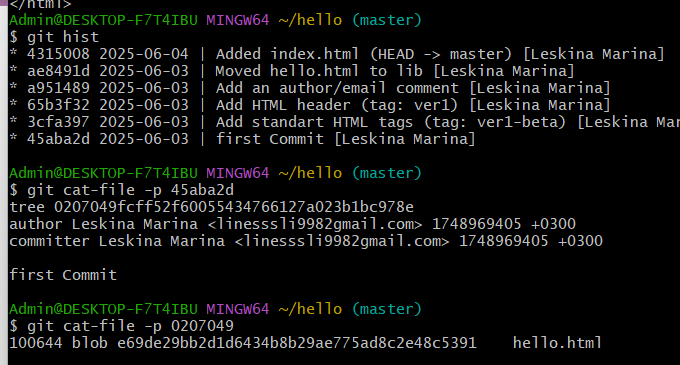 </html>
Admin@DESKTOP-F7T4IBU MINGW64 ~/hello (master)
$ git hist
* 4315008 2025-06-04 | Added index.html (HEAD -> master) [Leskina Marina]
* ae8491d 2025-06-03 | Moved hello.html to lib [Leskina Marina]
* a951489 2025-06-03 | Add an author/email comment [Leskina Marina]
* 65b3f32 2025-06-03 | Add HTML header (tag: ver1) [Leskina Marina]
* 3cfa397 2025-06-03 | Add standart HTML tags (tag: ver1-beta) [Leskina Mar
* 45aba2d 2025-06-03 | first Commit [Leskina Marina]
Admin@DESKTOP-F7T4IBU MINGW64 ~/hello (master)
$ git cat-file -p 45aba2d
tree 0207049fcff52f60055434766127a023b1bc978e
author Leskina Marina <linesssli9982gmail.com> 1748969405 +0300
committer Leskina Marina <linesssli9982gmail.com> 1748969405 +0300
first Commit
Admin@DESKTOP-F7T4IBU MINGW64 ~/hello (master)
$ git cat-file -p 0207049
100644 blob e69de29bb2d1d6434b8b29ae775ad8c2e48c5391 hello.html